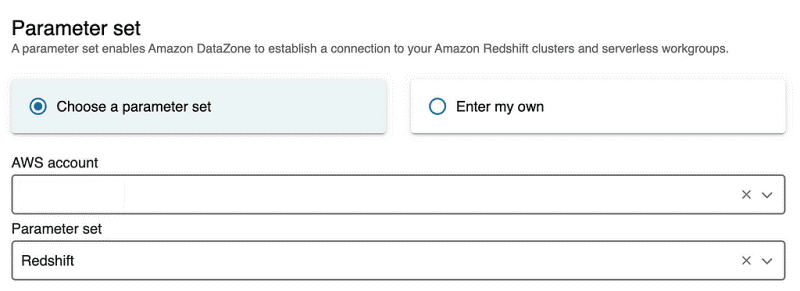 Parameter set
A parameter set enables Amazon DataZone to establish a connection to your Amazon Redshift clusters and serverless workgroups.
Choose a parameter set
Enter my own
AWS account
Parameter set
Redshift